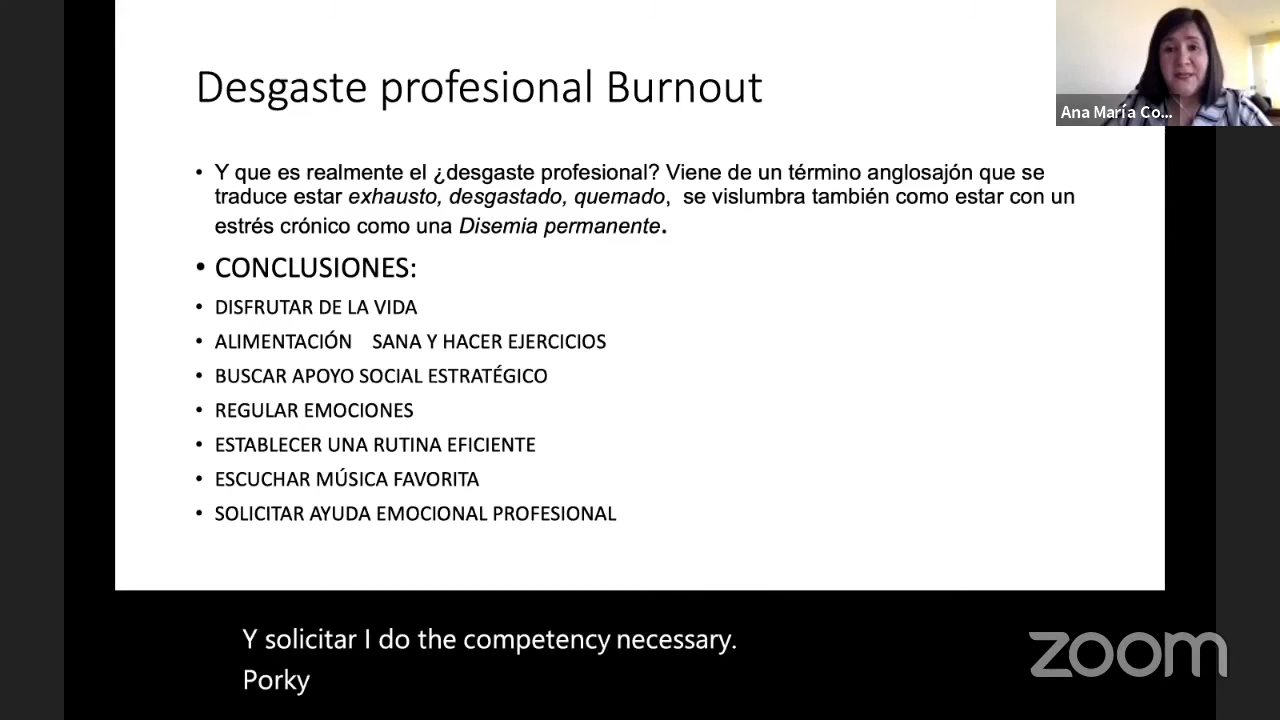 Desgaste profesional Burnout
Ana María Co...
• Y que es realmente el ¿desgaste profesional? Viene de un término anglosajón que se
traduce estar exhausto, desgastado, quemado, se vislumbra también como estar con un
estrés crónico como una Disemia permanente.
• CONCLUSIONES:
• DISFRUTAR DE LA VIDA
• ALIMENTACIÓN SANA Y HACER EJERCICIOS
• BUSCAR APOYO SOCIAL ESTRATÉGICO
• REGULAR EMOCIONES
• ESTABLECER UNA RUTINA EFICIENTE
• ESCUCHAR MÚSICA FAVORITA
• SOLICITAR AYUDA EMOCIONAL PROFESIONAL
Y solicitar I do the competency necessary.
Porky
zoom